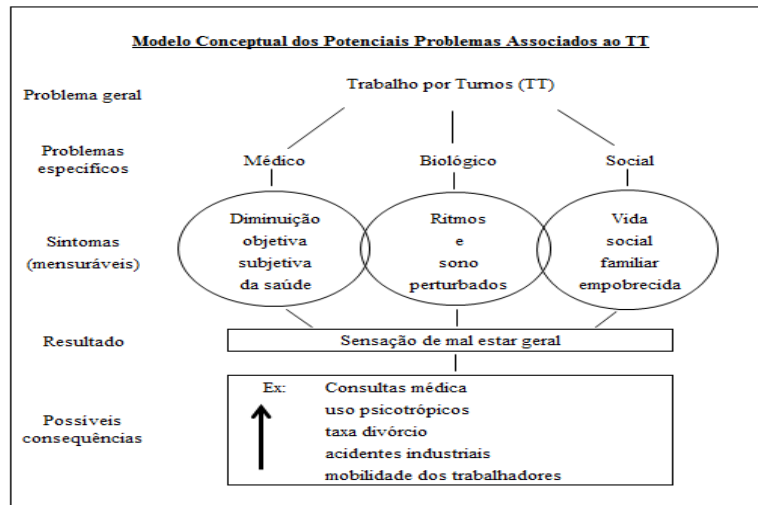 Modelo Conceptual dos Potenciais Problemas Associados ao TT
Problema geral
Trabalho por Turnos (TT)
Problemas
específicos
Médico
Biológico
Social
Sintomas
(mensuráveis)
Diminuição
objetiva
subjetiva
da saúde
Ritmos
e
sono
perturbados
Vida
social
familiar
empobrecida
Resultado
Sensação de mal estar geral
Possíveis
consequências
Ex: Consultas médica
uso psicotrópicos
taxa divórcio
acidentes industriais
mobilidade dos trabalhadores